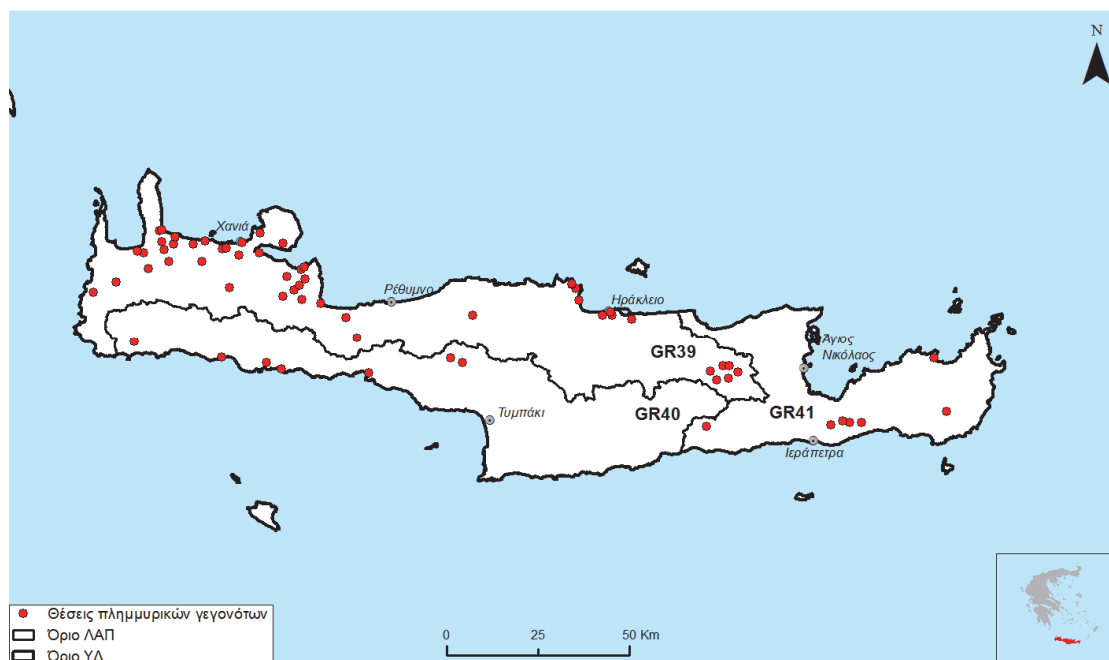 N
Χανιά
Ρέθυμνο
Ηράκλειο
Άγιος
Νικόλαος
GR39
GR40
GR41
Τυμπάκι
Ιεράπετρα
Θέσεις πλημμυρικών γεγονότων
Όριο ΛΑΠ
Όριο ΥΔ
0 25 50 Km